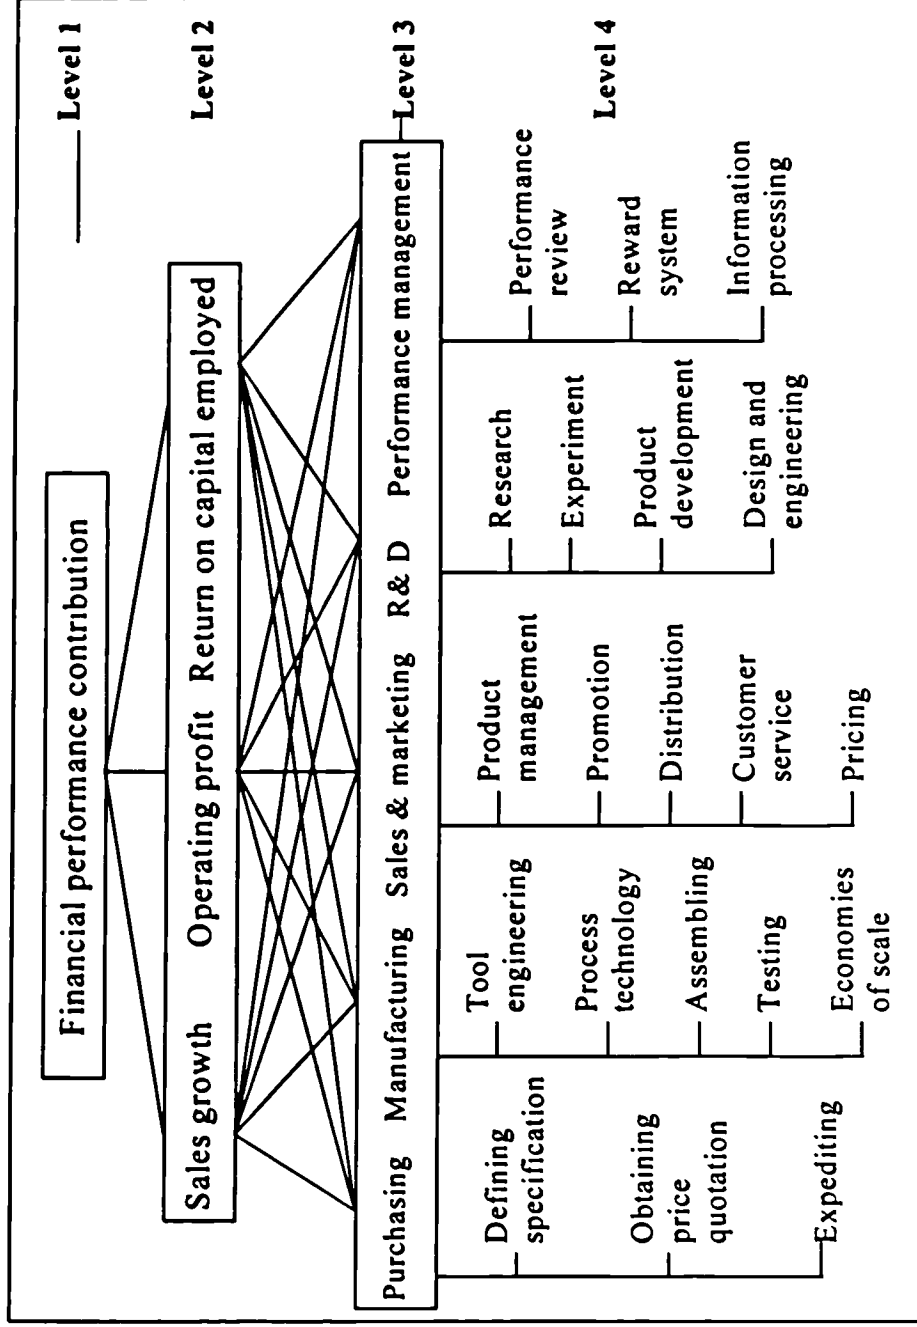 Financial performance contribution
Level 1
Sales growth Operating profit Return on capital employed
Level 2
Purchasing Manufacturing Sales & marketing R& D Performance management
Level 3
Level 4
Defining
specification
Obtaining
price
quotation
Expediting
Tool
engineering
Process
technology
Assembling
Testing
Economies
of scale
Product
management
Promotion
Distribution
Customer
service
Pricing
Research
Experiment
Product
development
Design and
engineering
Performance
review
Reward
system
Information
processing